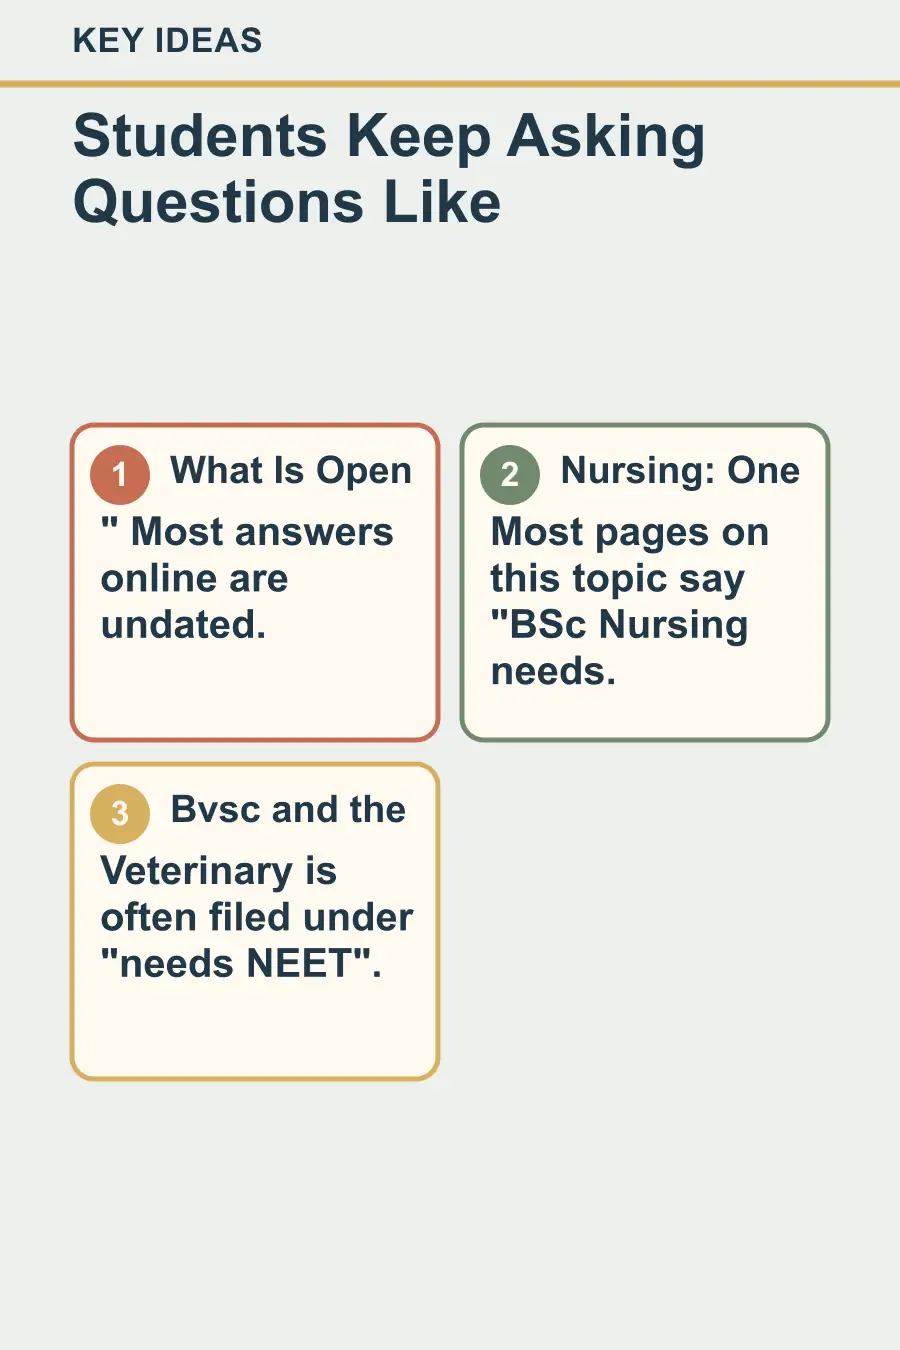 KEY IDEAS
Students Keep Asking
Questions Like
1 What Is Open
" Most answers
online are
undated.
2 Nursing: One
Most pages on
this topic say
"BSc Nursing
needs.
3 Bvsc and the
Veterinary is
often filed under
"needs NEET".